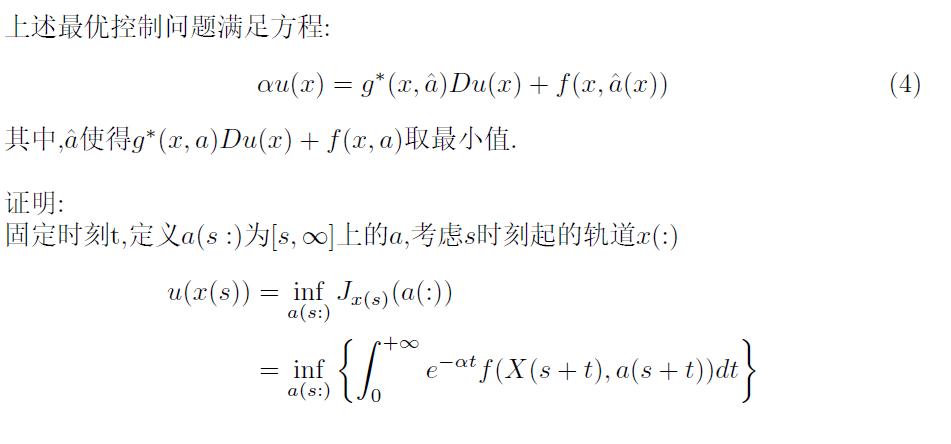 上述最优控制问题满足方程:
αu(x) = g*(x, â)Du(x) + f(x, â(x)) (4)
其中,â使得g*(x, a)Du(x) + f(x, a)取最小值.
证明:
固定时刻t,定义a(s :)为[s, ∞]上的a,考虑s时刻起的轨道x(:)
u(x(s)) = inf_{a(s:)} J_{x(s)}(a(:))
= inf_{a(s:)} { ∫_0^{+∞} e^{−αt} f(X(s + t), a(s + t))dt }